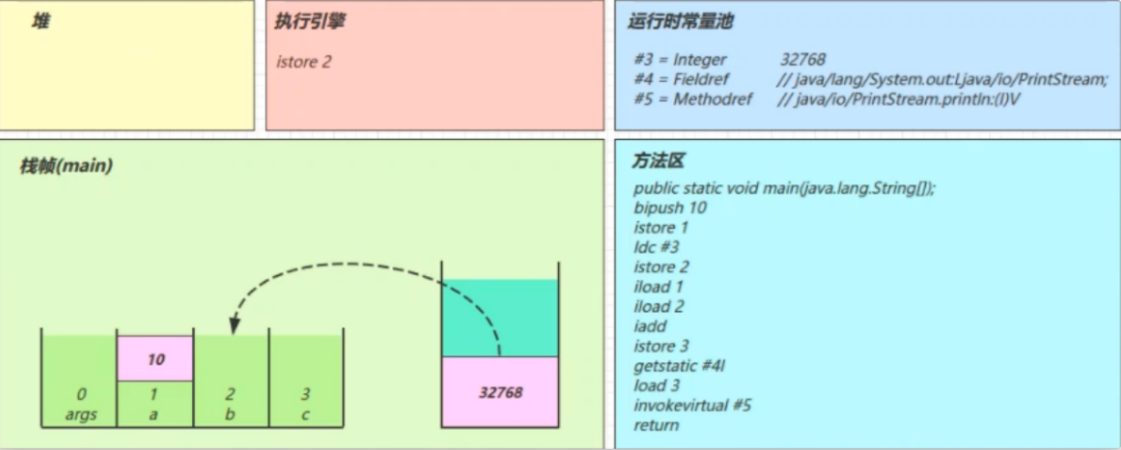 堆
执行引擎
istore 2
运行时常量池
#3 = Integer 32768
#4 = Fieldref // java/lang/System.out:Ljava/io/PrintStream;
#5 = Methodref // java/io/PrintStream.println:(I)V
栈帧(main)
10
0 1 2 3
args a b c
32768
方法区
public static void main(java.lang.String[]);
bipush 10
istore 1
ldc #3
istore 2
iload 1
iload 2
iadd
istore 3
getstatic #4I
load 3
invokevirtual #5
return